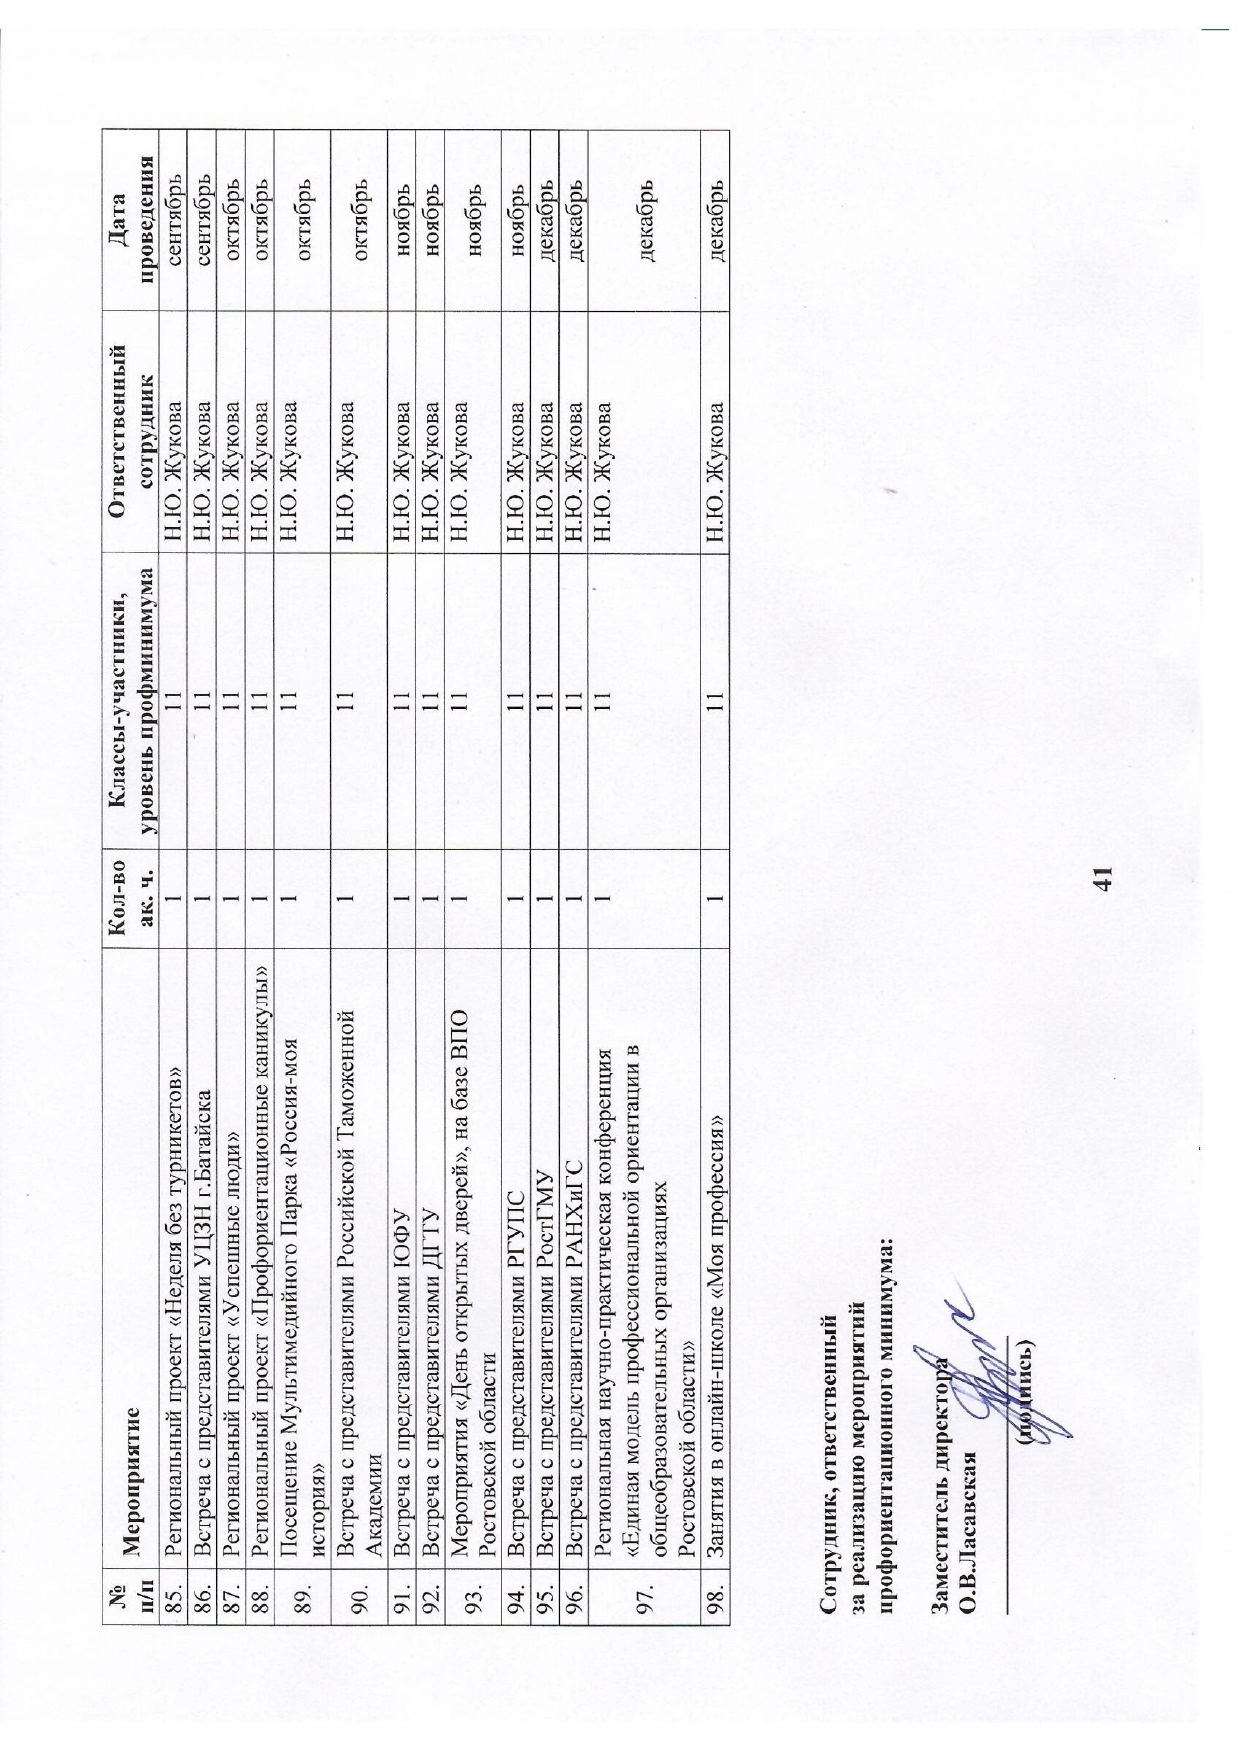 № п/п Мероприятие Кол-во ак. ч. Классы-участники, уровень профминимума Ответственный сотрудник Дата проведения
85. Региональный проект «Неделя без турникетов» 1 11 Н.Ю. Жукова сентябрь
86. Встреча с представителями УЦЗН г.Батайска 1 11 Н.Ю. Жукова сентябрь
87. Региональный проект «Успешные люди» 1 11 Н.Ю. Жукова октябрь
88. Региональный проект «Профориентационные каникулы» 1 11 Н.Ю. Жукова октябрь
89. Посещение Мультимедийного Парка «Россия-моя 1 11 Н.Ю. Жукова октябрь
история»
90. Встреча с представителями Российской Таможенной 1 11 Н.Ю. Жукова октябрь
Академии
91. Встреча с представителями ЮФУ 1 11 Н.Ю. Жукова ноябрь
92. Встреча с представителями ДГТУ 1 11 Н.Ю. Жукова ноябрь
93. Мероприятия «День открытых дверей», на базе ВПО 1 11 Н.Ю. Жукова ноябрь
Ростовской области
94. Встреча с представителями РГУПС 1 11 Н.Ю. Жукова ноябрь
95. Встреча с представителями РостГМУ 1 11 Н.Ю. Жукова декабрь
96. Встреча с представителями РАНХиГС 1 11 Н.Ю. Жукова декабрь
97. Региональная научно-практическая конференция 1 11 Н.Ю. Жукова декабрь
«Единая модель профессиональной ориентации в
общеобразовательных организациях
Ростовской области»
98. Занятия в онлайн-школе «Моя профессия» 1 11 Н.Ю. Жукова декабрь
Сотрудник, ответственный
за реализацию мероприятий
профориентационного минимума:
Заместитель директора
О.В.Ласавская
(подпись)
41